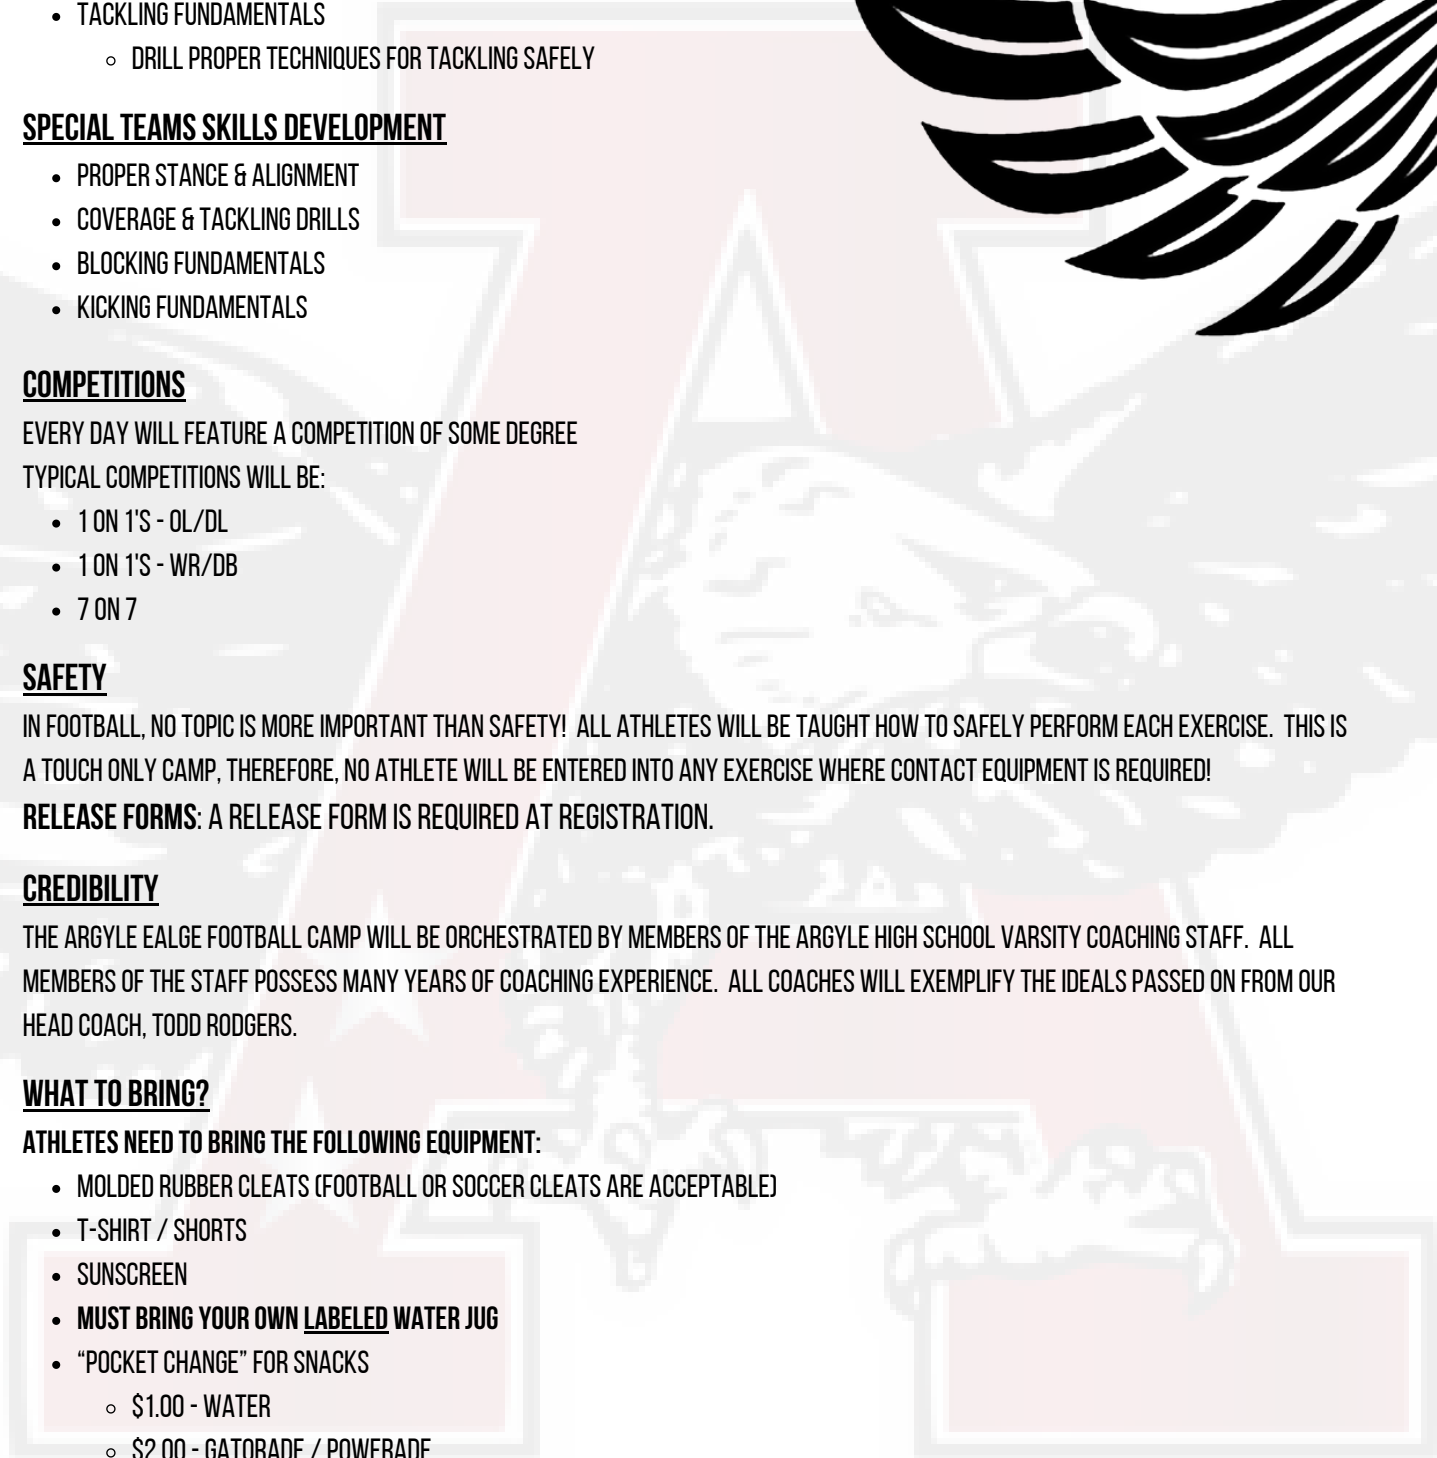 TACKLING FUNDAMENTALS
DRILL PROPER TECHNIQUES FOR TACKLING SAFELY
SPECIAL TEAMS SKILLS DEVELOPMENT
PROPER STANCE & ALIGNMENT
COVERAGE & TACKLING DRILLS
BLOCKING FUNDAMENTALS
KICKING FUNDAMENTALS
COMPETITIONS
EVERY DAY WILL FEATURE A COMPETITION OF SOME DEGREE
TYPICAL COMPETITIONS WILL BE:
1 ON 1'S - OL/DL
1 ON 1'S - WR/DB
7 ON 7
SAFETY
IN FOOTBALL, NO TOPIC IS MORE IMPORTANT THAN SAFETY! ALL ATHLETES WILL BE TAUGHT HOW TO SAFELY PERFORM EACH EXERCISE. THIS IS
A TOUCH ONLY CAMP, THEREFORE, NO ATHLETE WILL BE ENTERED INTO ANY EXERCISE WHERE CONTACT EQUIPMENT IS REQUIRED!
RELEASE FORMS: A RELEASE FORM IS REQUIRED AT REGISTRATION.
CREDIBILITY
THE ARGYLE EALGE FOOTBALL CAMP WILL BE ORCHESTRATED BY MEMBERS OF THE ARGYLE HIGH SCHOOL VARSITY COACHING STAFF. ALL
MEMBERS OF THE STAFF POSSESS MANY YEARS OF COACHING EXPERIENCE. ALL COACHES WILL EXEMPLIFY THE IDEALS PASSED ON FROM OUR
HEAD COACH, TODD RODGERS.
WHAT TO BRING?
ATHLETES NEED TO BRING THE FOLLOWING EQUIPMENT:
MOLDED RUBBER CLEATS (FOOTBALL OR SOCCER CLEATS ARE ACCEPTABLE)
T-SHIRT / SHORTS
SUNSCREEN
MUST BRING YOUR OWN LABELED WATER JUG
“POCKET CHANGE” FOR SNACKS
$1.00 - WATER
$2.00 - GATORADE / POWERADE